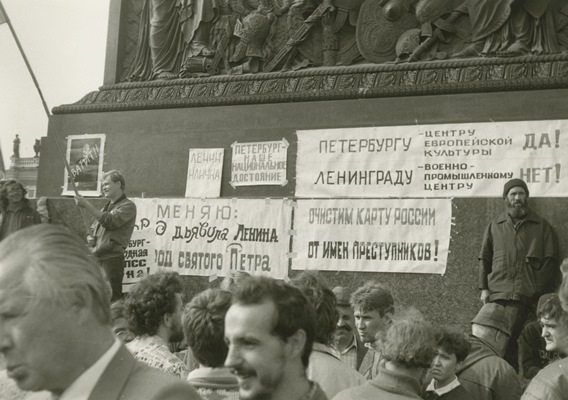 ПЕТЕРБУРГУ - ЦЕНТРУ ЕВРОПЕЙСКОЙ КУЛЬТУРЫ ДА!
ЛЕНИНГРАДУ - ВОЕННО-ПРОМЫШЛЕННОМУ ЦЕНТРУ НЕТ!
ПЕТЕРБУРГ-
НАШЕ
НАЦИОНАЛЬНОЕ
ДОСТОЯНИЕ
МЕНЯЮ:
ДЬЯВОЛА ЛЕНИНА
СВЯТОГО ПЕТРА
ОЧИСТИМ КАРТУ РОССИИ
ОТ ИМЕН ПРЕСТУПНИКОВ!